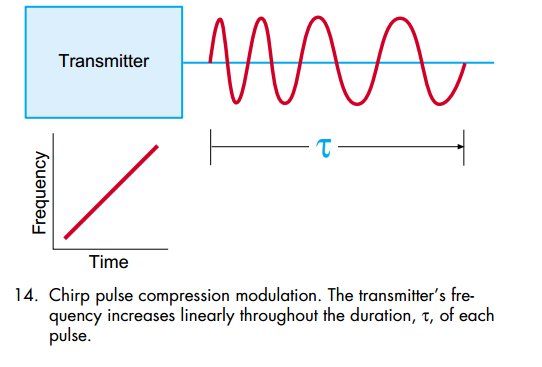 Transmitter
τ
Frequency
Time
14. Chirp pulse compression modulation. The transmitter's fre-
quency increases linearly throughout the duration, τ, of each
pulse.